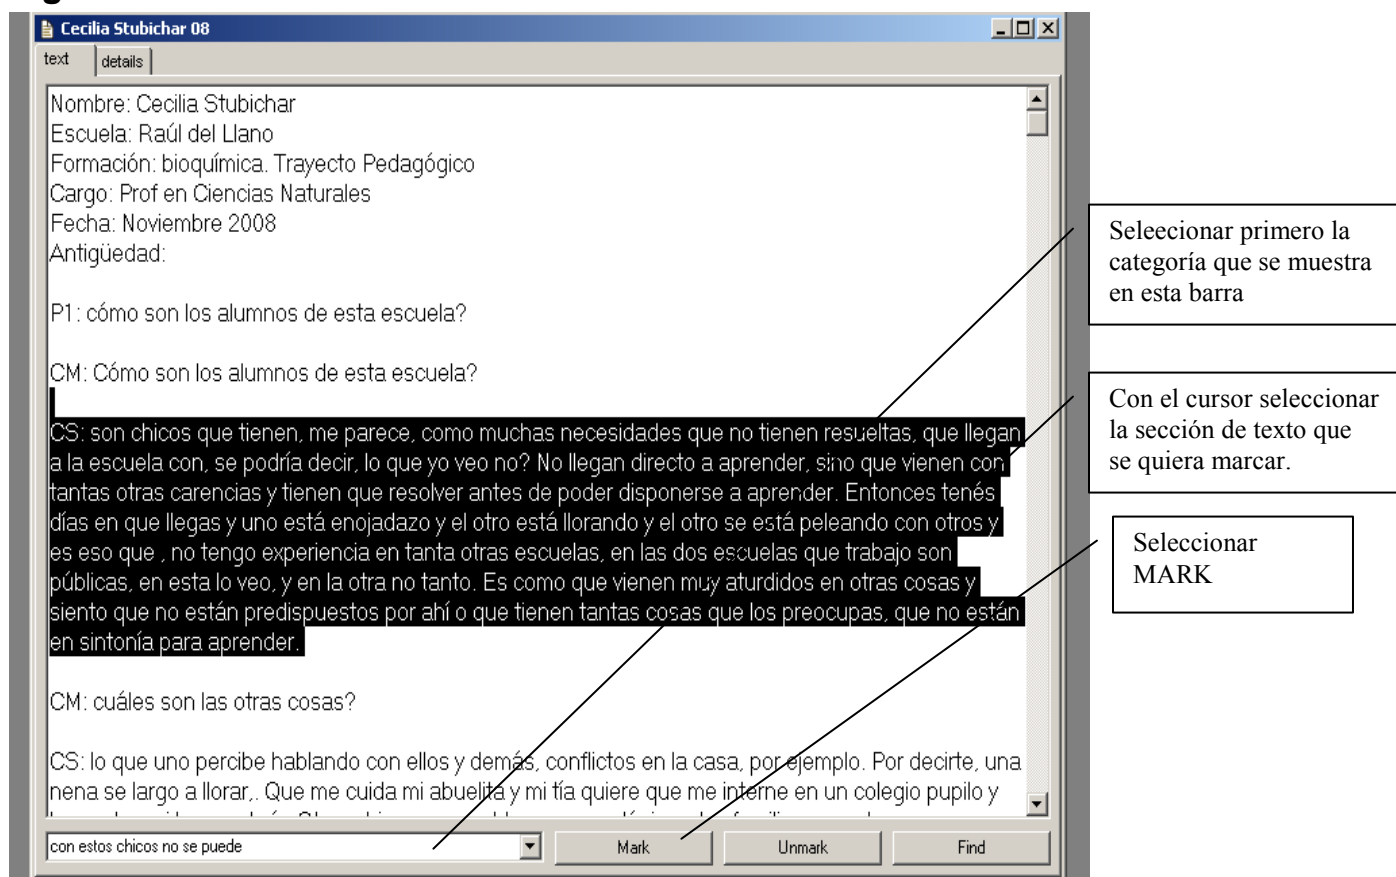 Cecilia Stubichar 08
text details
Nombre: Cecilia Stubichar
Escuela: Raúl del Llano
Formación: bioquímica. Trayecto Pedagógico
Cargo: Prof en Ciencias Naturales
Fecha: Noviembre 2008
Antigüedad:
P1: cómo son los alumnos de esta escuela?
CM: Cómo son los alumnos de esta escuela?
CS: son chicos que tienen, me parece, como muchas necesidades que no tienen resueltas, que llegan
a la escuela con, se podría decir, lo que yo veo no? No llegan directo a aprender, sino que vienen con
tantas otras carencias y tienen que resolver antes de poder disponerse a aprender. Entonces tenés
días en que llegas y uno está enojadazo y el otro está llorando y el otro se está peleando con otros y
es eso que , no tengo experiencia en tanta otras escuelas, en las dos escuelas que trabajo son
públicas, en esta lo veo, y en la otra no tanto. Es como que vienen muy aturdidos en otras cosas y
siento que no están predispuestos por ahí o que tienen tantas cosas que los preocupas, que no están
en sintonía para aprender.
CM: cuáles son las otras cosas?
CS: lo que uno percibe hablando con ellos y demás, conflictos en la casa, por ejemplo. Por decirte, una
nena se largo a llorar,. Que me cuida mi abuelita y mi tía quiere que me interne en un colegio pupilo y
con estos chicos no se puede
Mark Unmark Find
Seleecionar primero la
categoría que se muestra
en esta barra
Con el cursor seleccionar
la sección de texto que
se quiera marcar.
Seleccionar
MARK